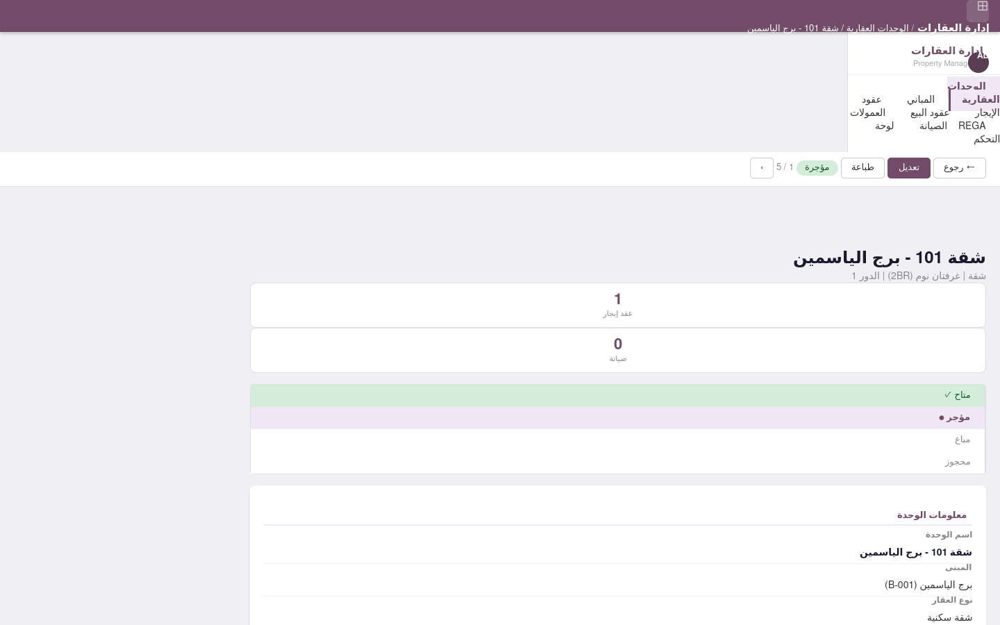 إدارة العقارات / الوحدات العقارية / شقة 101 - برج الياسمين
إدارة العقارات
Property Manag
الوحدات العقارية
المباني
عقود الإيجار
عقود البيع
العمولات
REGA
الصيانة
لوحة التحكم
← رجوع
تعديل
طباعة
مؤجرة
1 / 5
‹
شقة 101 - برج الياسمين
شقة | غرفتان نوم (2BR) | الدور 1
1
عقد إيجار
0
صيانة
متاح ✓
مؤجر ●
مباع
محجوز
معلومات الوحدة
اسم الوحدة
شقة 101 - برج الياسمين
المبنى
برج الياسمين (B-001)
نوع العقار
شقة سكنية